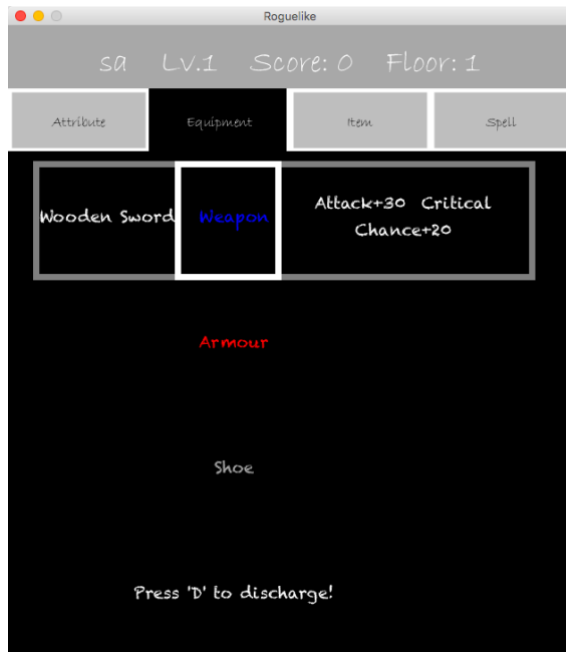 Roguelike
sa Lv.1 Score: 0 Floor: 1
Attribute Equipment Item Spell
Wooden Sword Weapon Attack+30 Critical
Chance+20
Armour
Shoe
Press 'D' to discharge!